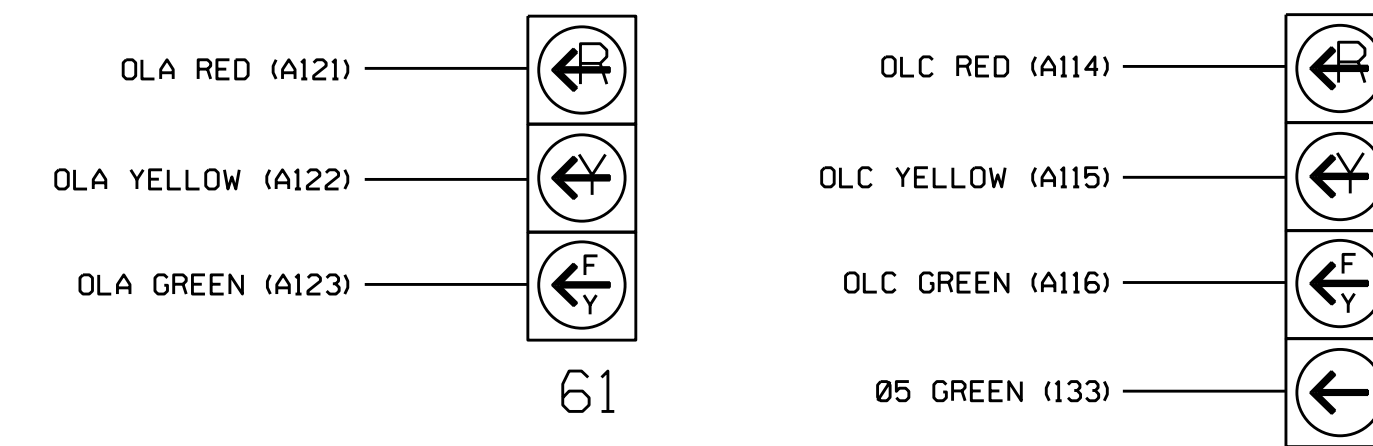 OLA RED (A121)
R
OLA YELLOW (A122)
Y
OLA GREEN (A123)
F
Y
61
OLC RED (A114)
R
OLC YELLOW (A115)
Y
OLC GREEN (A116)
F
Y
Ø5 GREEN (133)